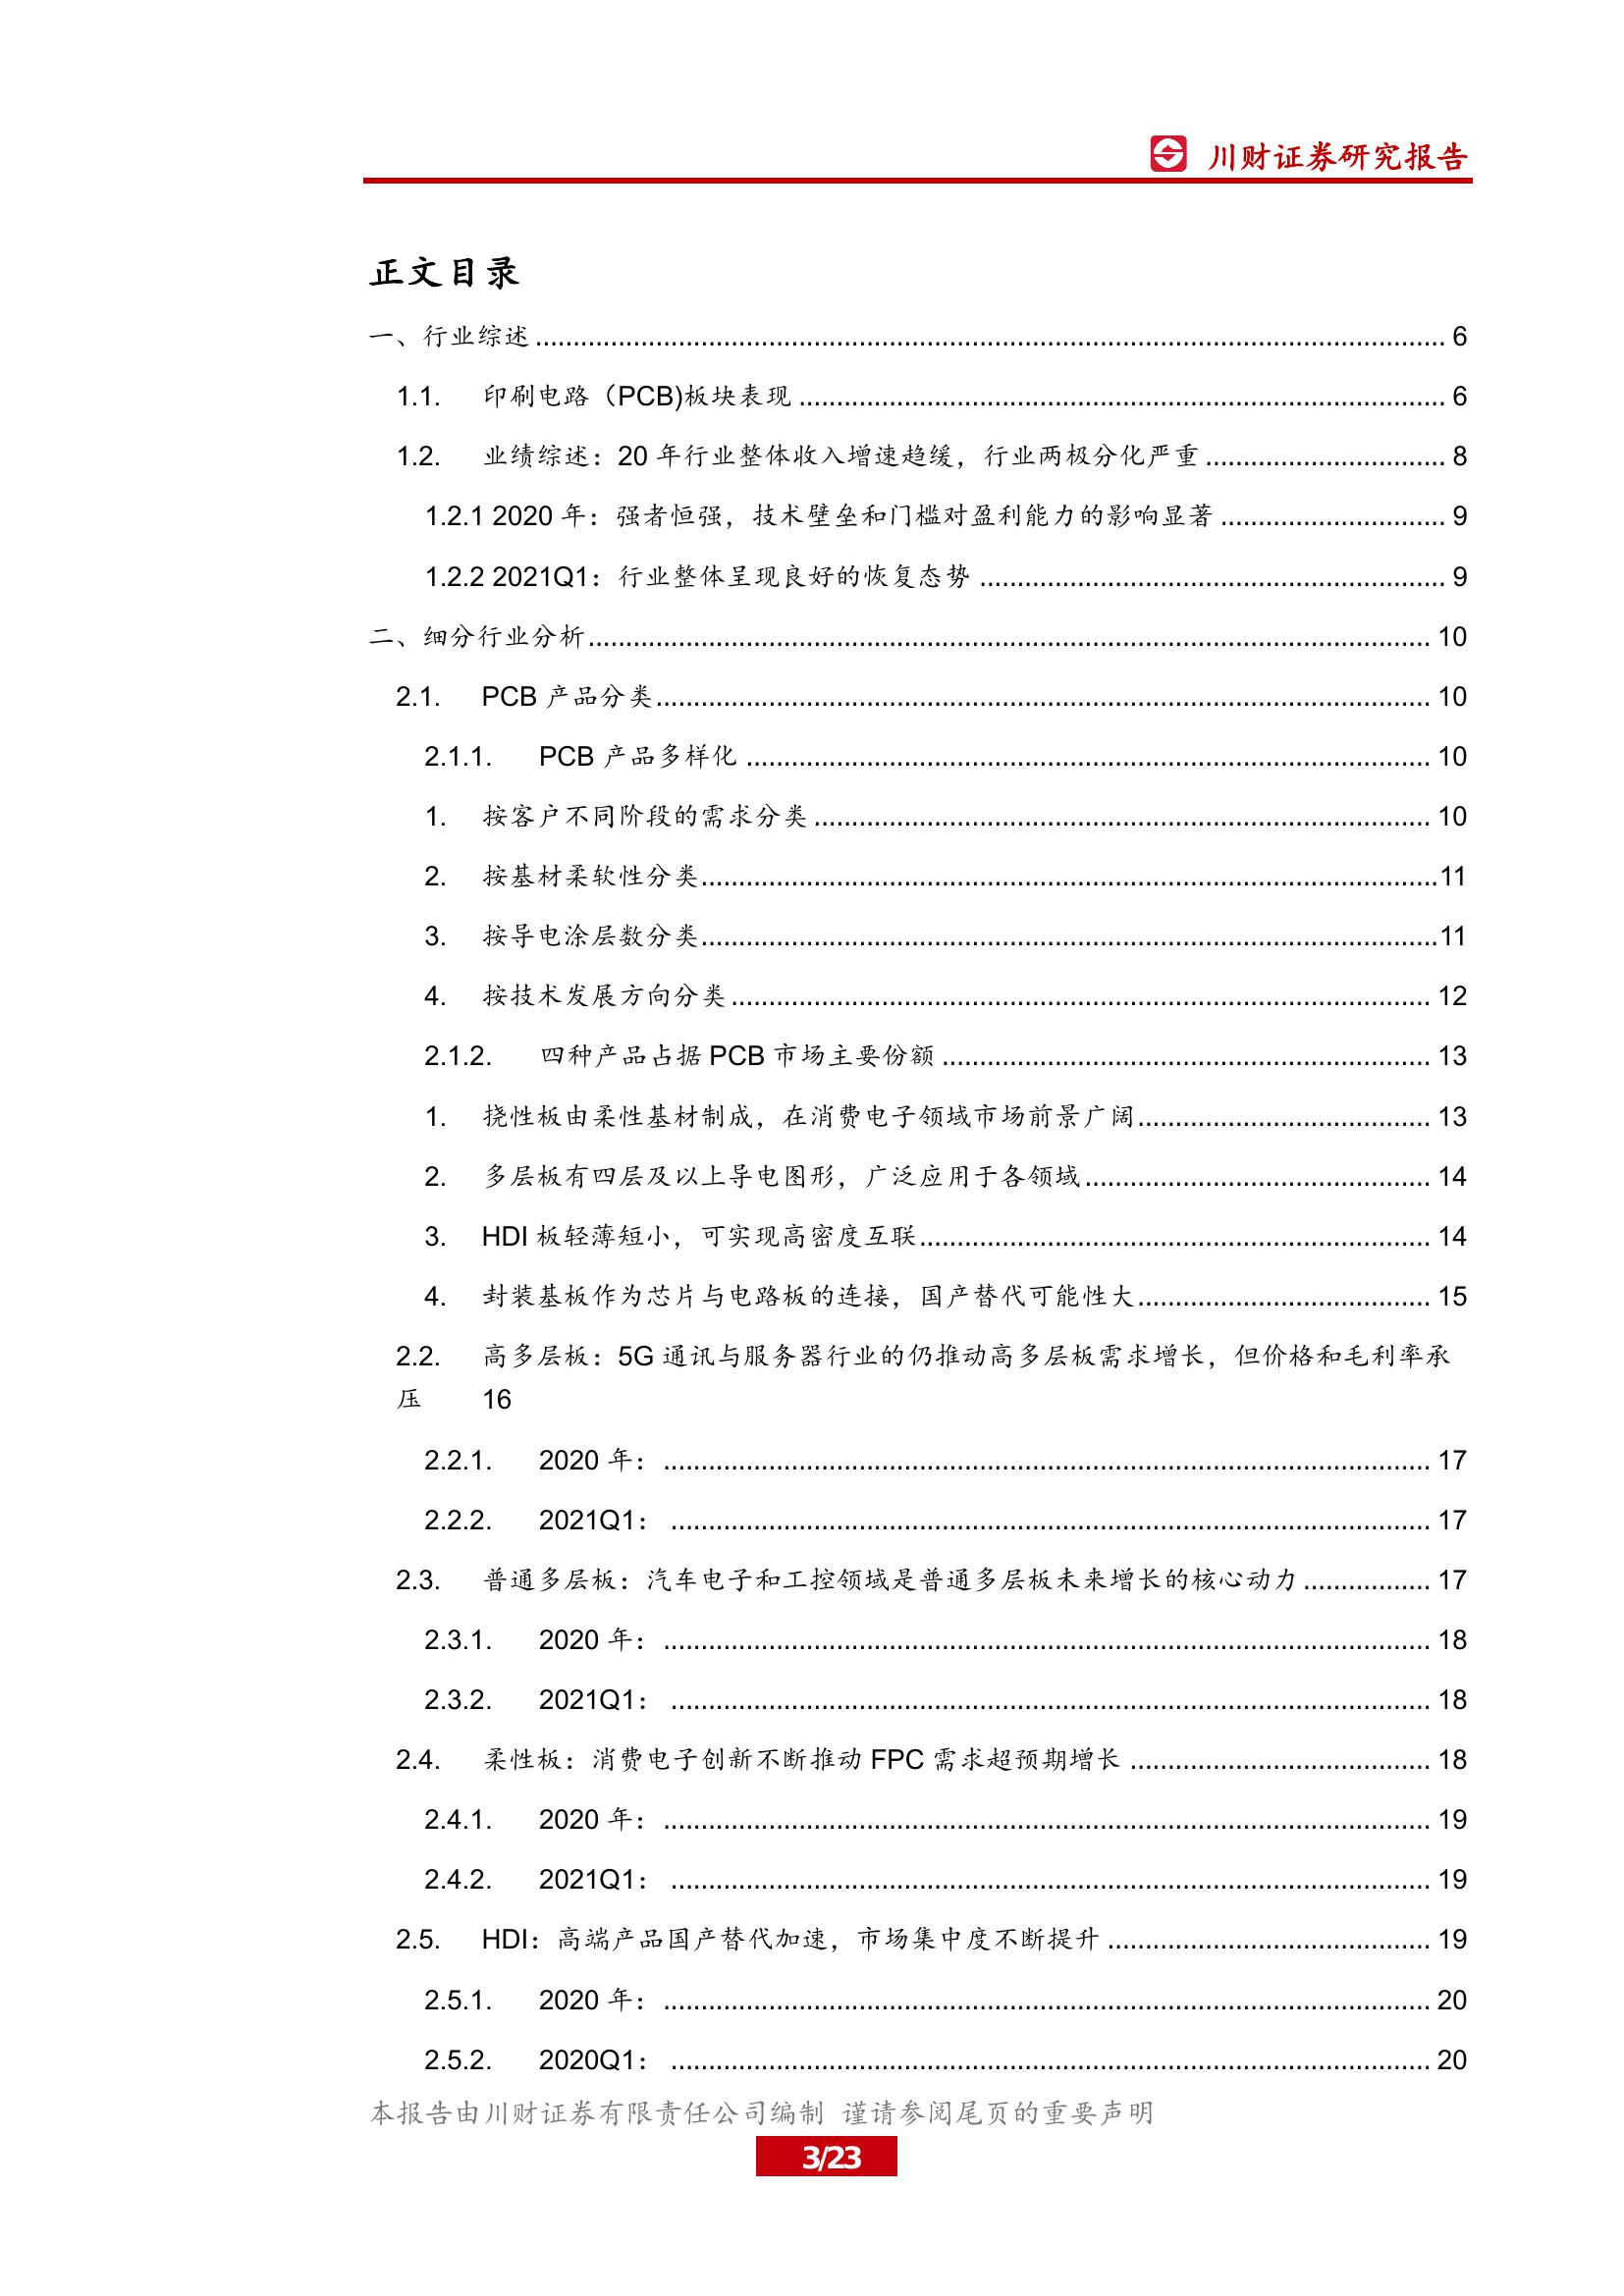 川财证券研究报告
正文目录
一、行业综述 ........ 6
1.1. 印刷电路（PCB)板块表现 ........ 6
1.2. 业绩综述：20 年行业整体收入增速趋缓，行业两极分化严重 ........ 8
1.2.1 2020 年：强者恒强，技术壁垒和门槛对盈利能力的影响显著 ........ 9
1.2.2 2021Q1：行业整体呈现良好的恢复态势 ........ 9
二、细分行业分析 ........ 10
2.1. PCB 产品分类 ........ 10
2.1.1. PCB 产品多样化 ........ 10
1. 按客户不同阶段的需求分类 ........ 10
2. 按基材柔软性分类 ........ 11
3. 按导电涂层数分类 ........ 11
4. 按技术发展方向分类 ........ 12
2.1.2. 四种产品占据 PCB 市场主要份额 ........ 13
1. 挠性板由柔性基材制成，在消费电子领域市场前景广阔 ........ 13
2. 多层板有四层及以上导电图形，广泛应用于各领域 ........ 14
3. HDI 板轻薄短小，可实现高密度互联 ........ 14
4. 封装基板作为芯片与电路板的连接，国产替代可能性大 ........ 15
2.2. 高多层板：5G 通讯与服务器行业的仍推动高多层板需求增长，但价格和毛利率承
压 16
2.2.1. 2020 年： ........ 17
2.2.2. 2021Q1： ........ 17
2.3. 普通多层板：汽车电子和工控领域是普通多层板未来增长的核心动力 ........ 17
2.3.1. 2020 年： ........ 18
2.3.2. 2021Q1： ........ 18
2.4. 柔性板：消费电子创新不断推动 FPC 需求超预期增长 ........ 18
2.4.1. 2020 年： ........ 19
2.4.2. 2021Q1： ........ 19
2.5. HDI：高端产品国产替代加速，市场集中度不断提升 ........ 19
2.5.1. 2020 年： ........ 20
2.5.2. 2020Q1： ........ 20
本报告由川财证券有限责任公司编制 谨请参阅尾页的重要声明
3/23